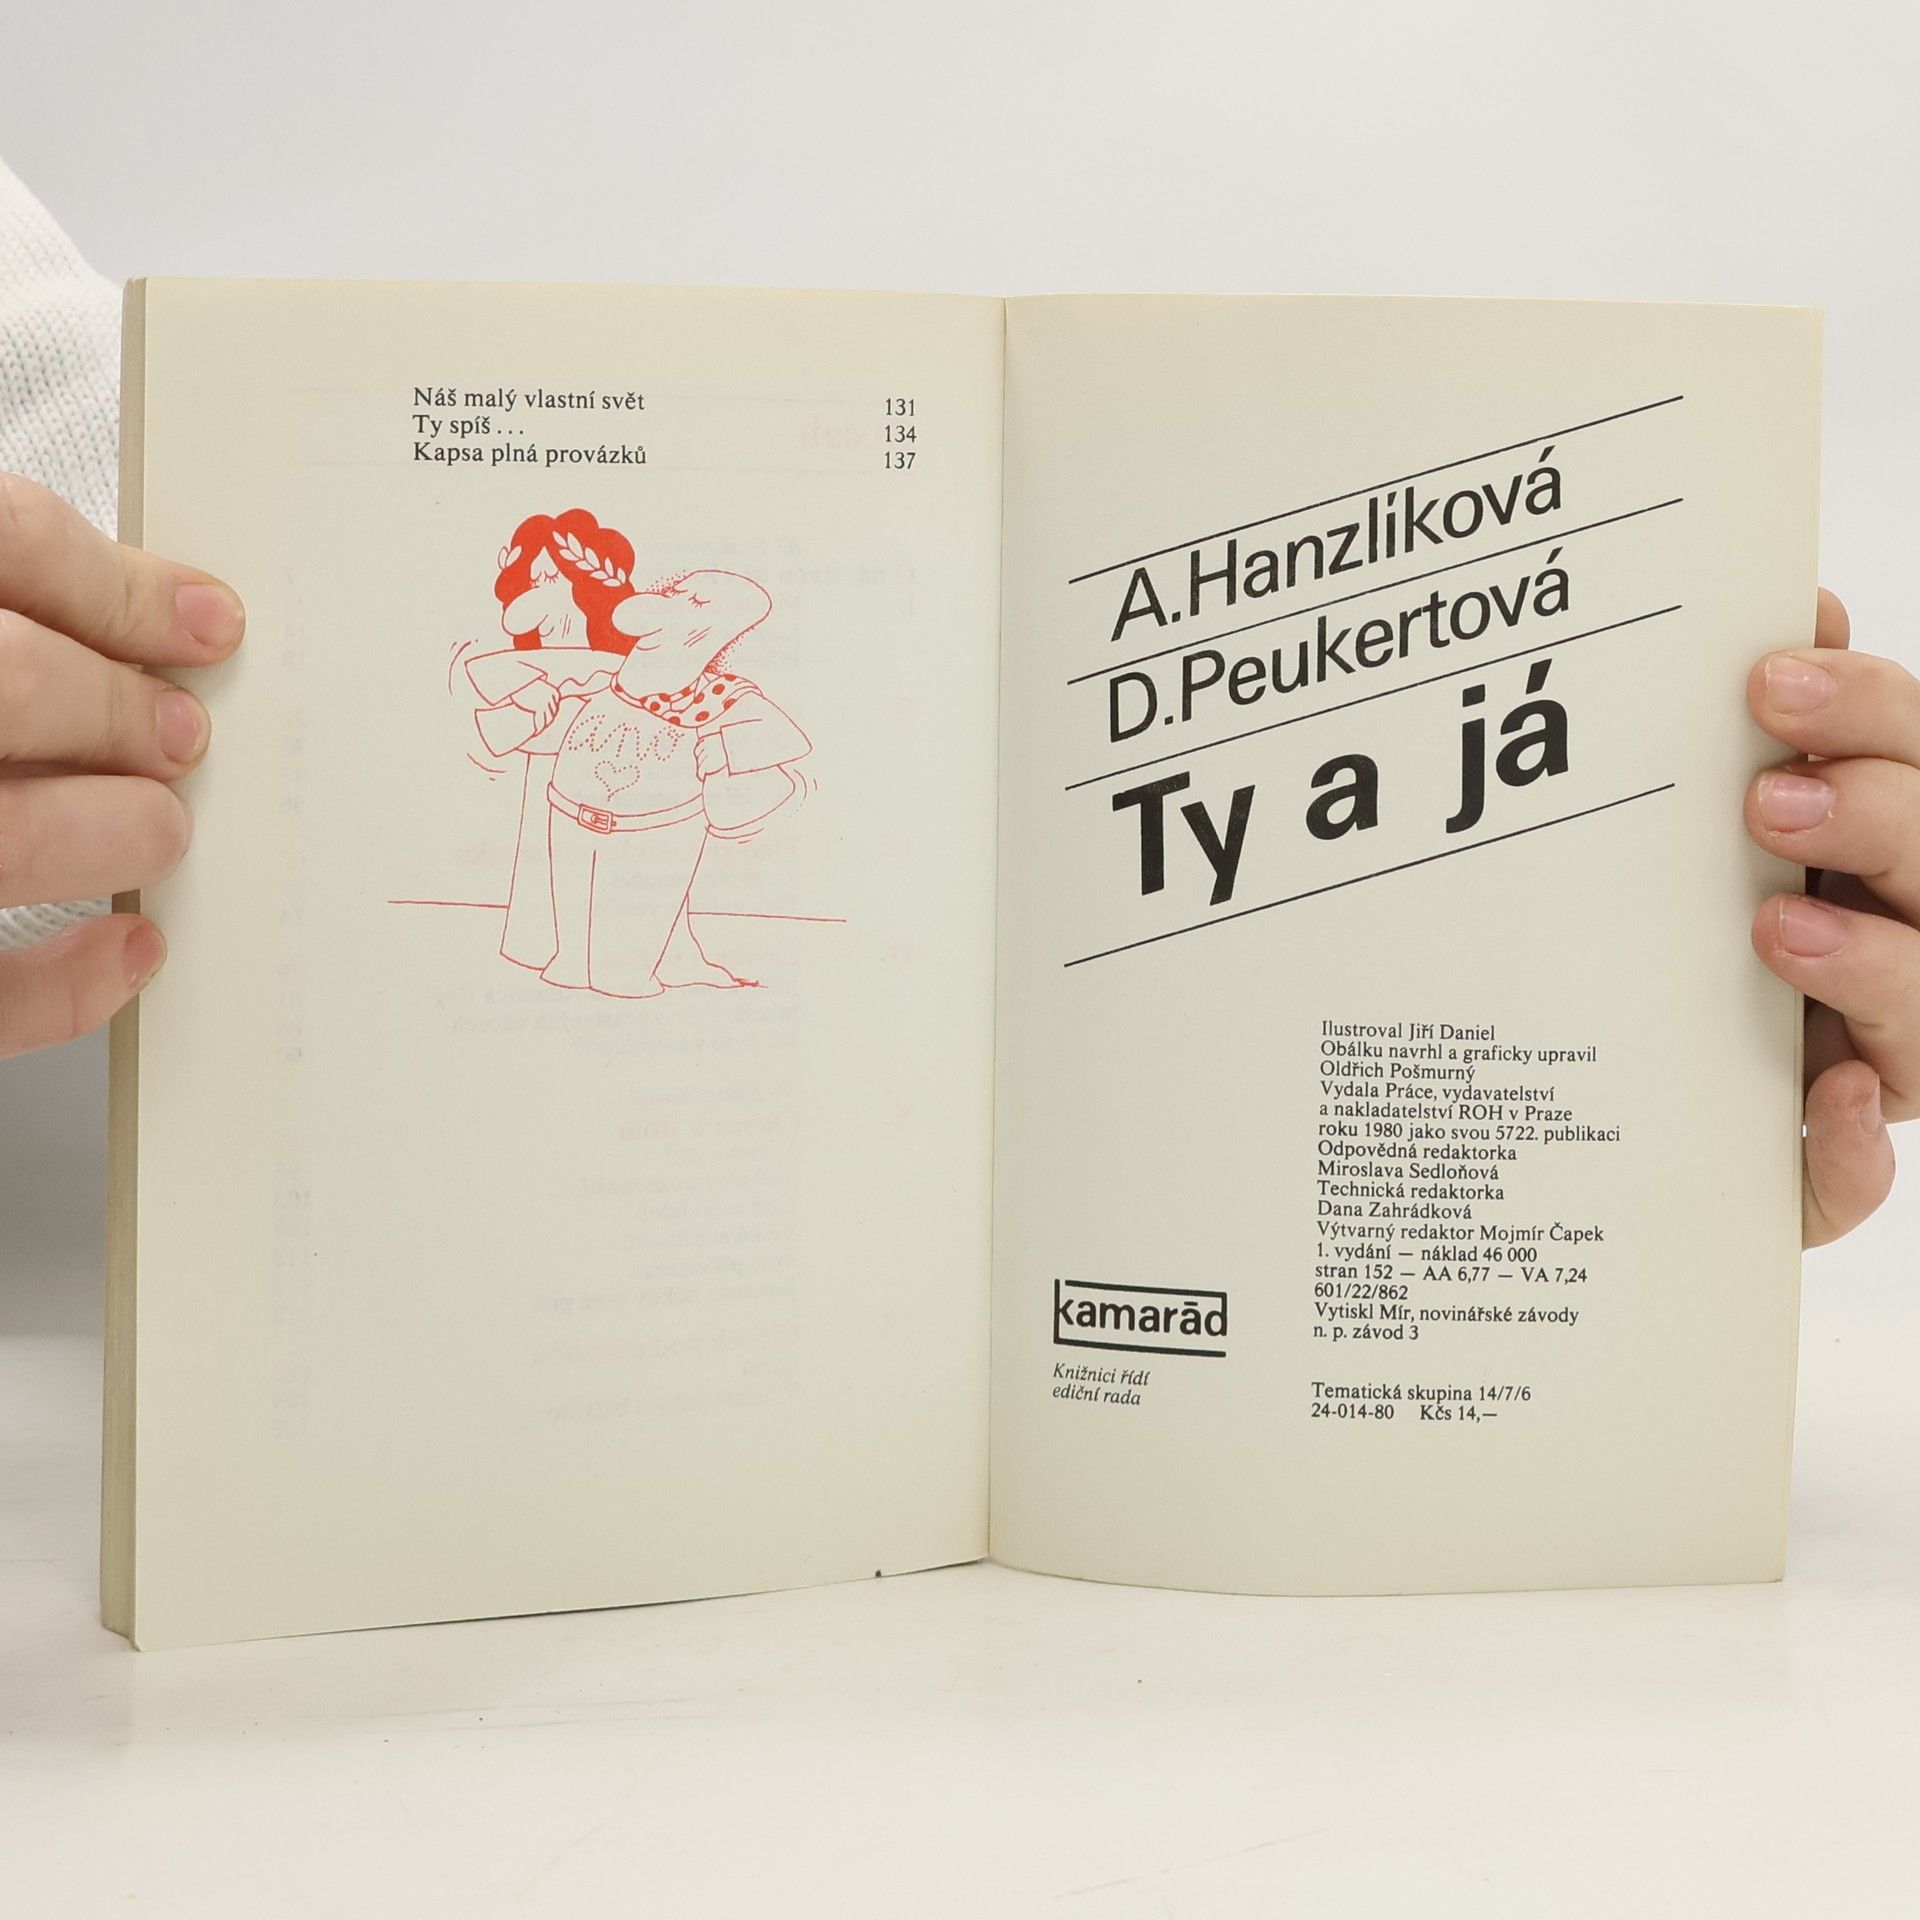 Náš malý vlastní svět 131
Ty spíš . . . 134
Kapsa plná provázků 137
ano
A.Hanzlíková
D.Peukertová
Ty a já
Ilustroval Jiří Daniel
Obálku navrhl a graficky upravil
Oldřich Pošmurný
Vydala Práce, vydavatelství
a nakladatelství ROH v Praze
roku 1980 jako svou 5722. publikaci
Odpovědná redaktorka
Miroslava Sedloňová
Technická redaktorka
Dana Zahrádková
Výtvarný redaktor Mojmír Čapek
1. vydání — náklad 46 000
stran 152 — AA 6,77 — VA 7,24
601/22/862
Vytiskl Mír, novinářské závody
n. p. závod 3
kamarād
Knižnici řídí
ediční rada
Tematická skupina 14/7/6
24-014-80 Kčs 14,—